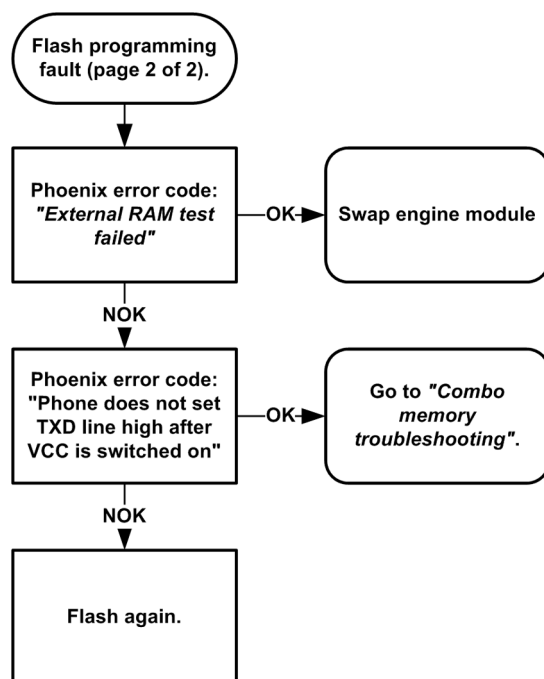 Flash programming
fault (page 2 of 2).
Phoenix error code:
"External RAM test
failed"
OK
Swap engine module
NOK
Phoenix error code:
"Phone does not set
TXD line high after
VCC is switched on"
OK
Go to "Combo
memory
troubleshooting".
NOK
Flash again.